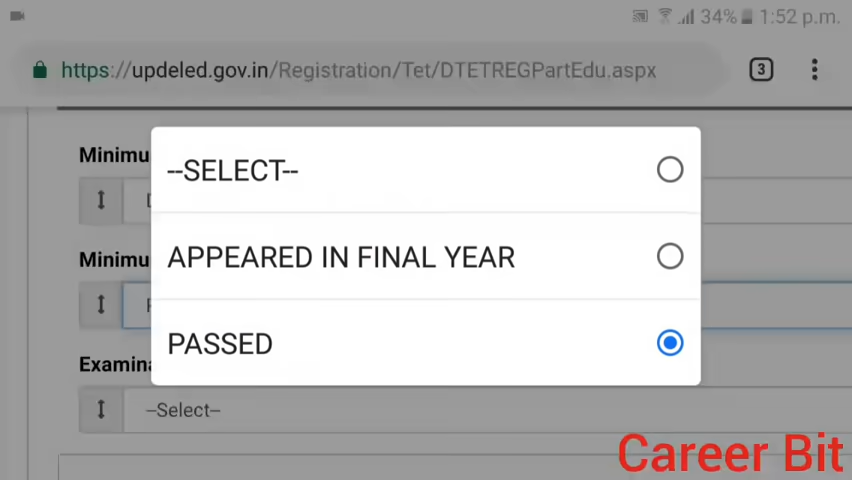 34% 1:52 p.m.
https://updeled.gov.in/Registration/Tet/DTETREGPartEdu.aspx
3
Minimu
--SELECT--
APPEARED IN FINAL YEAR
Minimu
PASSED
Examina
--Select--
Career Bit